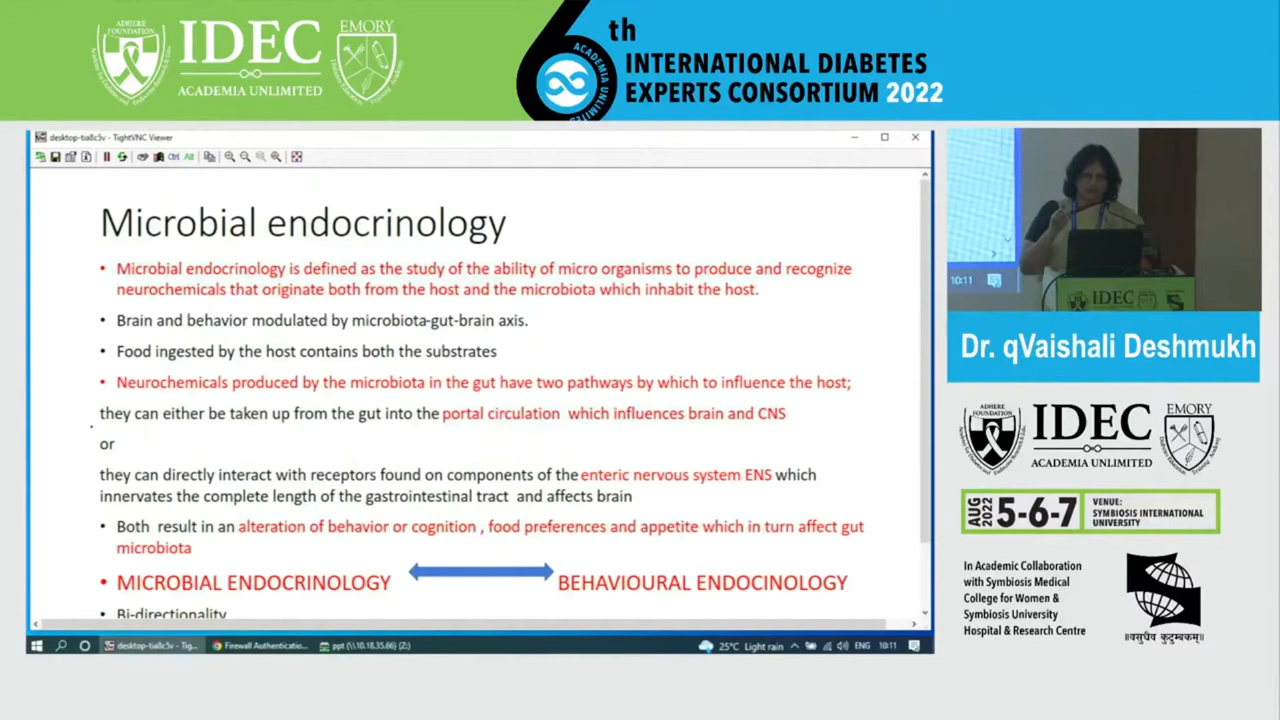 ADHERE
FOUNDATION
IDEC
ACADEMIA UNLIMITED
EMORY
6th
ACADEMIA UNLIMITED
INTERNATIONAL DIABETES
EXPERTS CONSORTIUM 2022
desktop-tia8c5v - TightVNC Viewer
Ctrl Alt
Microbial endocrinology
• Microbial endocrinology is defined as the study of the ability of micro organisms to produce and recognize
neurochemicals that originate both from the host and the microbiota which inhabit the host.
• Brain and behavior modulated by microbiota-gut-brain axis.
• Food ingested by the host contains both the substrates
• Neurochemicals produced by the microbiota in the gut have two pathways by which to influence the host;
they can either be taken up from the gut into the portal circulation which influences brain and CNS
or
they can directly interact with receptors found on components of the enteric nervous system ENS which
innervates the complete length of the gastrointestinal tract and affects brain
• Both result in an alteration of behavior or cognition , food preferences and appetite which in turn affect gut
microbiota
• MICROBIAL ENDOCRINOLOGY BEHAVIOURAL ENDOCINOLOGY
• Bi-directionality
desktop-tia8c5v - Tig... Firewall Authenticatio... ppt (\\10.18.35.66) (Z:) 25°C Light rain ENG 10:11
10:11
IDEC
Dr. qVaishali Deshmukh
ADHERE
FOUNDATION
IDEC
ACADEMIA UNLIMITED
EMORY
AUG
2022
5-6-7
VENUE:
SYMBIOSIS INTERNATIONAL
UNIVERSITY
In Academic Collaboration
with Symbiosis Medical
College for Women &
Symbiosis University
Hospital & Research Centre
॥वसुधैव कुटुम्बकम्॥